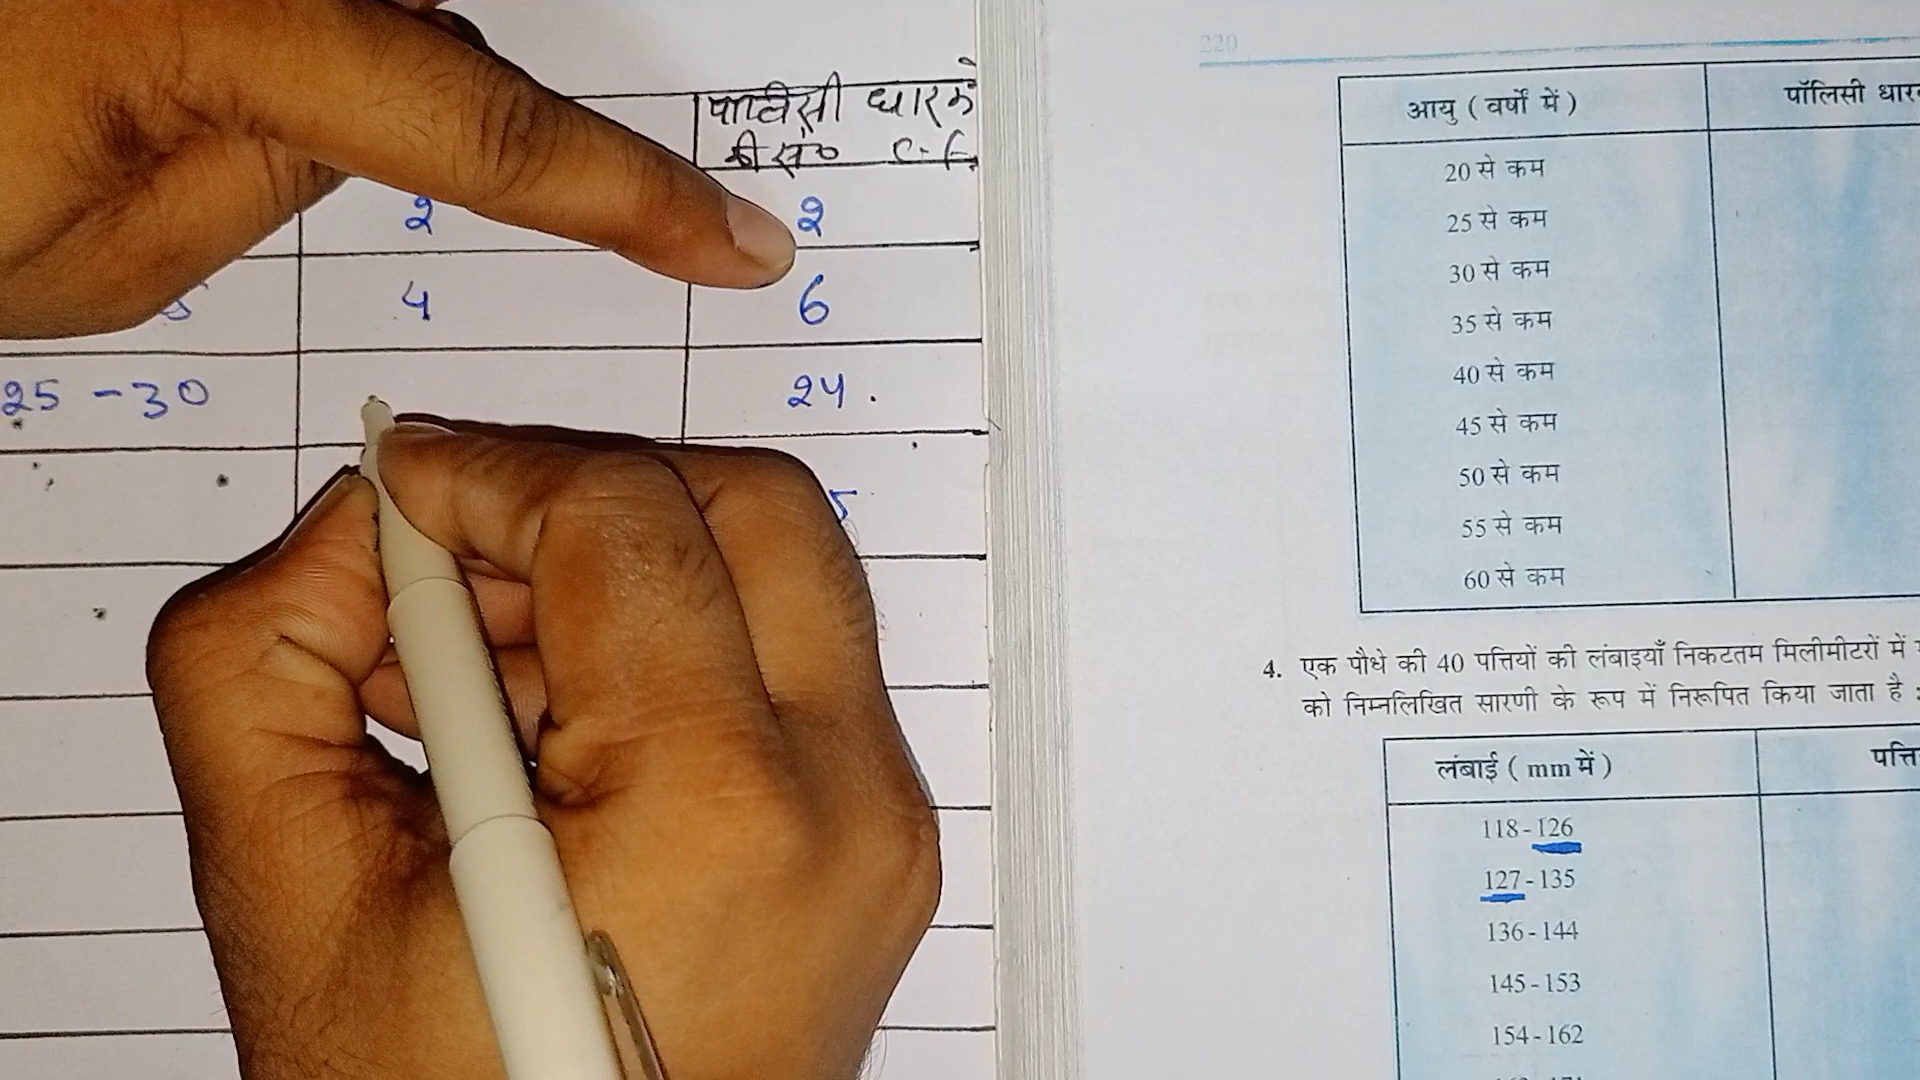 पालिसी धारको
की सं० C.F.
2 2
4 6
25 - 30 24.
5
220
आयु ( वर्षों में )
20 से कम
25 से कम
30 से कम
35 से कम
40 से कम
45 से कम
50 से कम
55 से कम
60 से कम
पॉलिसी
4. एक पौधे की 40 पत्तियों की लंबाइयाँ निकटतम मिलीमीटरों में
को निम्नलिखित सारणी के रूप में निरूपित किया जाता है :
लंबाई ( mm में )
118 - 126
127 - 135
136 - 144
145 - 153
154 - 162